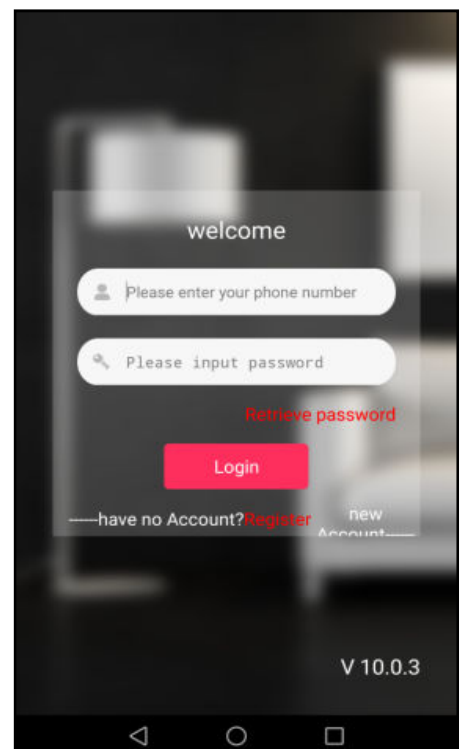 welcome
Please enter your phone number
Please input password
Retrieve password
Login
------have no Account?Register new
Account------
V 10.0.3